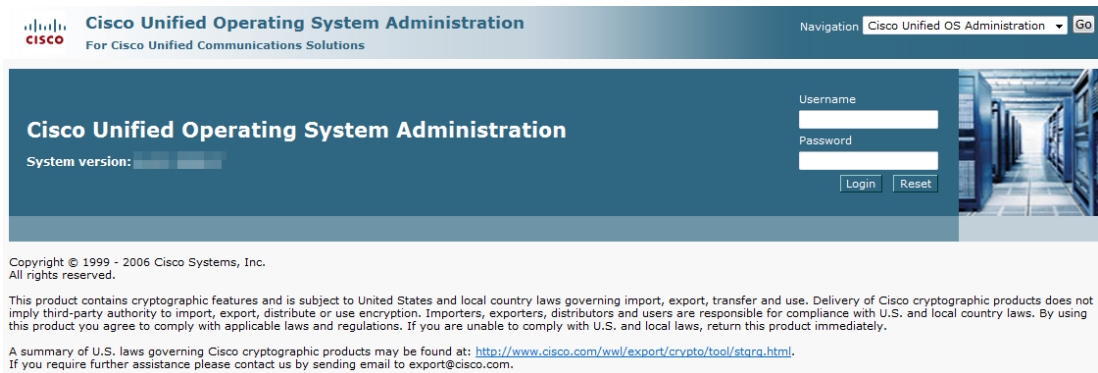 CISCO
Cisco Unified Operating System Administration
For Cisco Unified Communications Solutions
Navigation Cisco Unified OS Administration Go
Cisco Unified Operating System Administration
System version:
Username
Password
Login Reset
Copyright © 1999 - 2006 Cisco Systems, Inc.
All rights reserved.
This product contains cryptographic features and is subject to United States and local country laws governing import, export, transfer and use. Delivery of Cisco cryptographic products does not
imply third-party authority to import, export, distribute or use encryption. Importers, exporters, distributors and users are responsible for compliance with U.S. and local country laws. By using
this product you agree to comply with applicable laws and regulations. If you are unable to comply with U.S. and local laws, return this product immediately.
A summary of U.S. laws governing Cisco cryptographic products may be found at: http://www.cisco.com/wwl/export/crypto/tool/stqrg.html.
If you require further assistance please contact us by sending email to export@cisco.com.